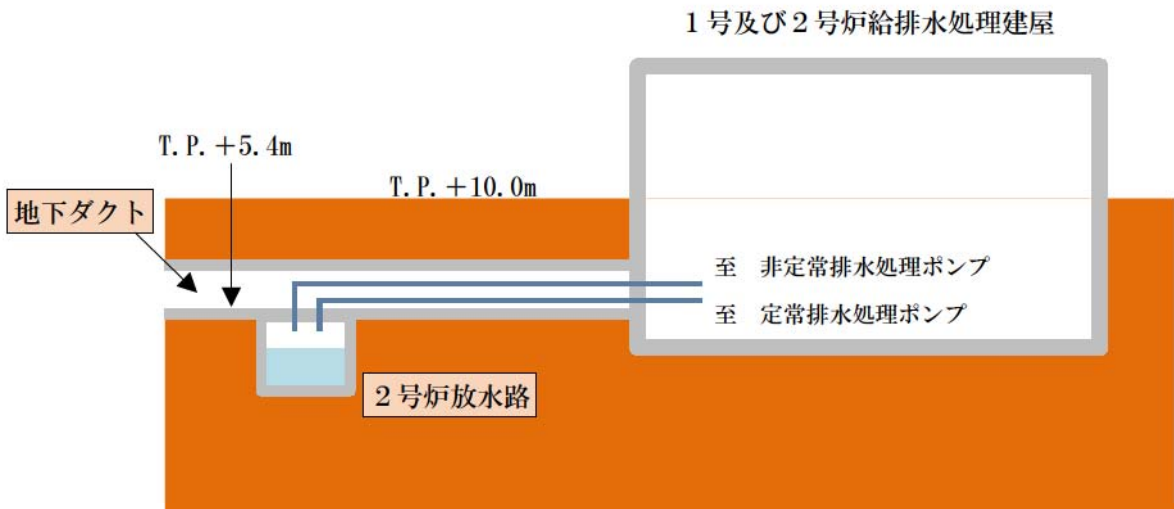 １号及び２号炉給排水処理建屋
T.P.＋5.4m
T.P.＋10.0m
地下ダクト
至　非定常排水処理ポンプ
至　定常排水処理ポンプ
２号炉放水路